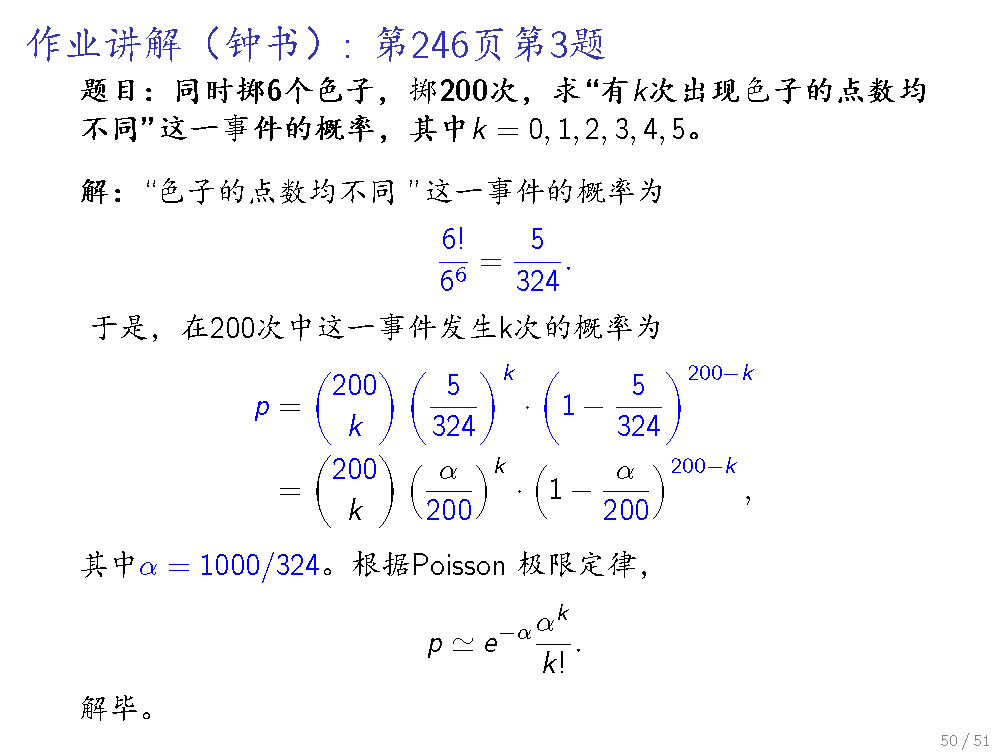 作业讲解（钟书）: 第246页第3题
题目：同时掷6个色子，掷200次，求“有k次出现色子的点数均
不同”这一事件的概率，其中k = 0, 1, 2, 3, 4, 5。
解：“色子的点数均不同 ”这一事件的概率为
6!/6^6 = 5/324.
于是，在200次中这一事件发生k次的概率为
p = (200 k) (5/324)^k · (1 − 5/324)^{200−k}
= (200 k) (α/200)^k · (1 − α/200)^{200−k} ,
其中α = 1000/324。根据Poisson 极限定律，
p ≃ e^{−α} α^k/k!.
解毕。
50 / 51